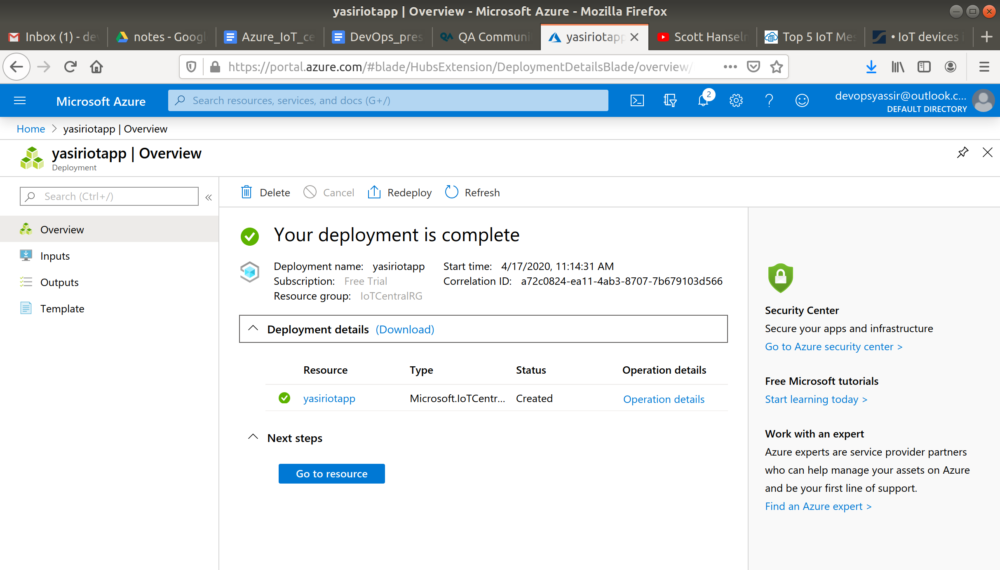 yasiriotapp | Overview - Microsoft Azure - Mozilla Firefox
Inbox (1) - de
notes - Googl
Azure_IoT_ce
DevOps_pres
QA Communi
yasiriotapp
Scott Hanseln
Top 5 IoT Mes
• IoT devices i
https://portal.azure.com/#blade/HubsExtension/DeploymentDetailsBlade/overview/
Microsoft Azure
Search resources, services, and docs (G+/)
2
devopsyassir@outlook.c...
DEFAULT DIRECTORY
Home > yasiriotapp | Overview
yasiriotapp | Overview
Deployment
Search (Ctrl+/)
«
Overview
Inputs
Outputs
Template
Delete
Cancel
Redeploy
Refresh
Your deployment is complete
Deployment name: yasiriotapp
Subscription: Free Trial
Resource group: IoTCentralRG
Start time: 4/17/2020, 11:14:31 AM
Correlation ID: a72c0824-ea11-4ab3-8707-7b679103d566
Deployment details (Download)
Resource Type Status Operation details
yasiriotapp Microsoft.IoTCentr... Created Operation details
Next steps
Go to resource
Security Center
Secure your apps and infrastructure
Go to Azure security center >
Free Microsoft tutorials
Start learning today >
Work with an expert
Azure experts are service provider partners
who can help manage your assets on Azure
and be your first line of support.
Find an Azure expert >